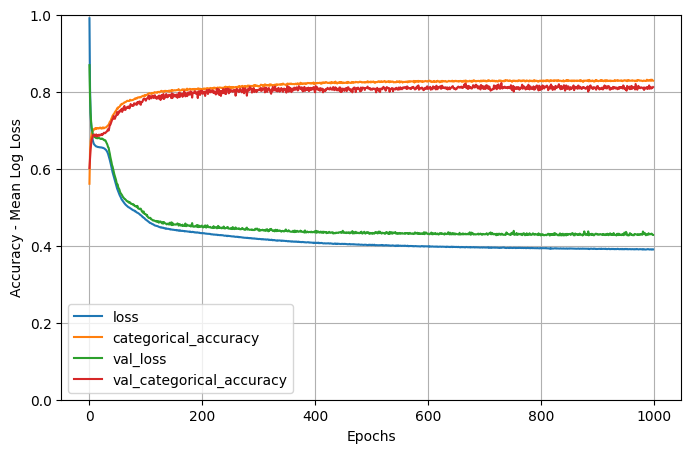 1.0
0.8
0.6
0.4
0.2
0.0
Accuracy - Mean Log Loss
loss
categorical_accuracy
val_loss
val_categorical_accuracy
0 200 400 600 800 1000
Epochs